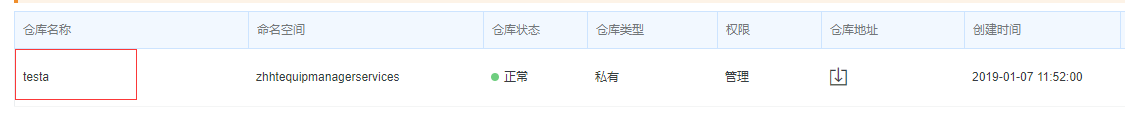 仓库名称 命名空间 仓库状态 仓库类型 权限 仓库地址 创建时间
testa zhhtequipmanagerservices 正常 私有 管理 2019-01-07 11:52:00